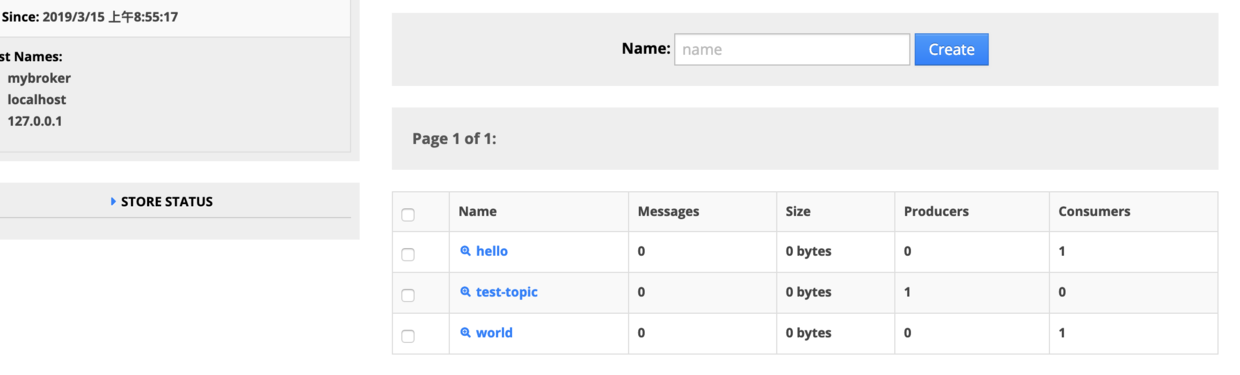 Since: 2019/3/15 上午8:55:17
st Names:
mybroker
localhost
127.0.0.1
STORE STATUS
Name: name Create
Page 1 of 1:
Name Messages Size Producers Consumers
hello 0 0 bytes 0 1
test-topic 0 0 bytes 1 0
world 0 0 bytes 0 1